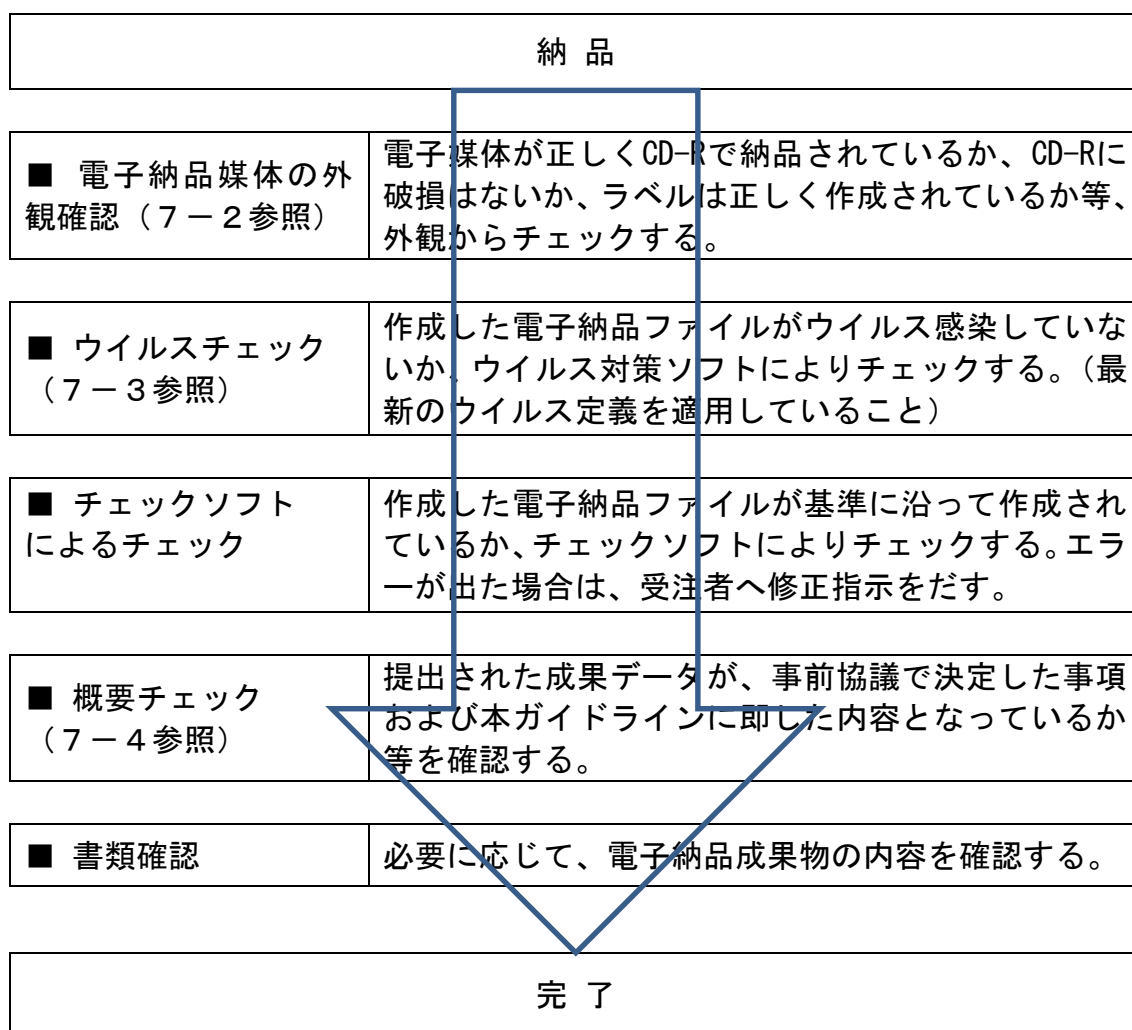 納 品
■ 電子納品媒体の外
観確認（７－２参照）
電子媒体が正しくCD-Rで納品されているか、CD-Rに
破損はないか、ラベルは正しく作成されているか等、
外観からチェックする。
■ ウイルスチェック
（７－３参照）
作成した電子納品ファイルがウイルス感染していな
いか、ウイルス対策ソフトによりチェックする。（最
新のウイルス定義を適用していること）
■ チェックソフト
によるチェック
作成した電子納品ファイルが基準に沿って作成され
ているか、チェックソフトによりチェックする。エラ
ーが出た場合は、受注者へ修正指示をだす。
■ 概要チェック
（７－４参照）
提出された成果データが、事前協議で決定した事項
および本ガイドラインに即した内容となっているか
等を確認する。
■ 書類確認
必要に応じて、電子納品成果物の内容を確認する。
完 了